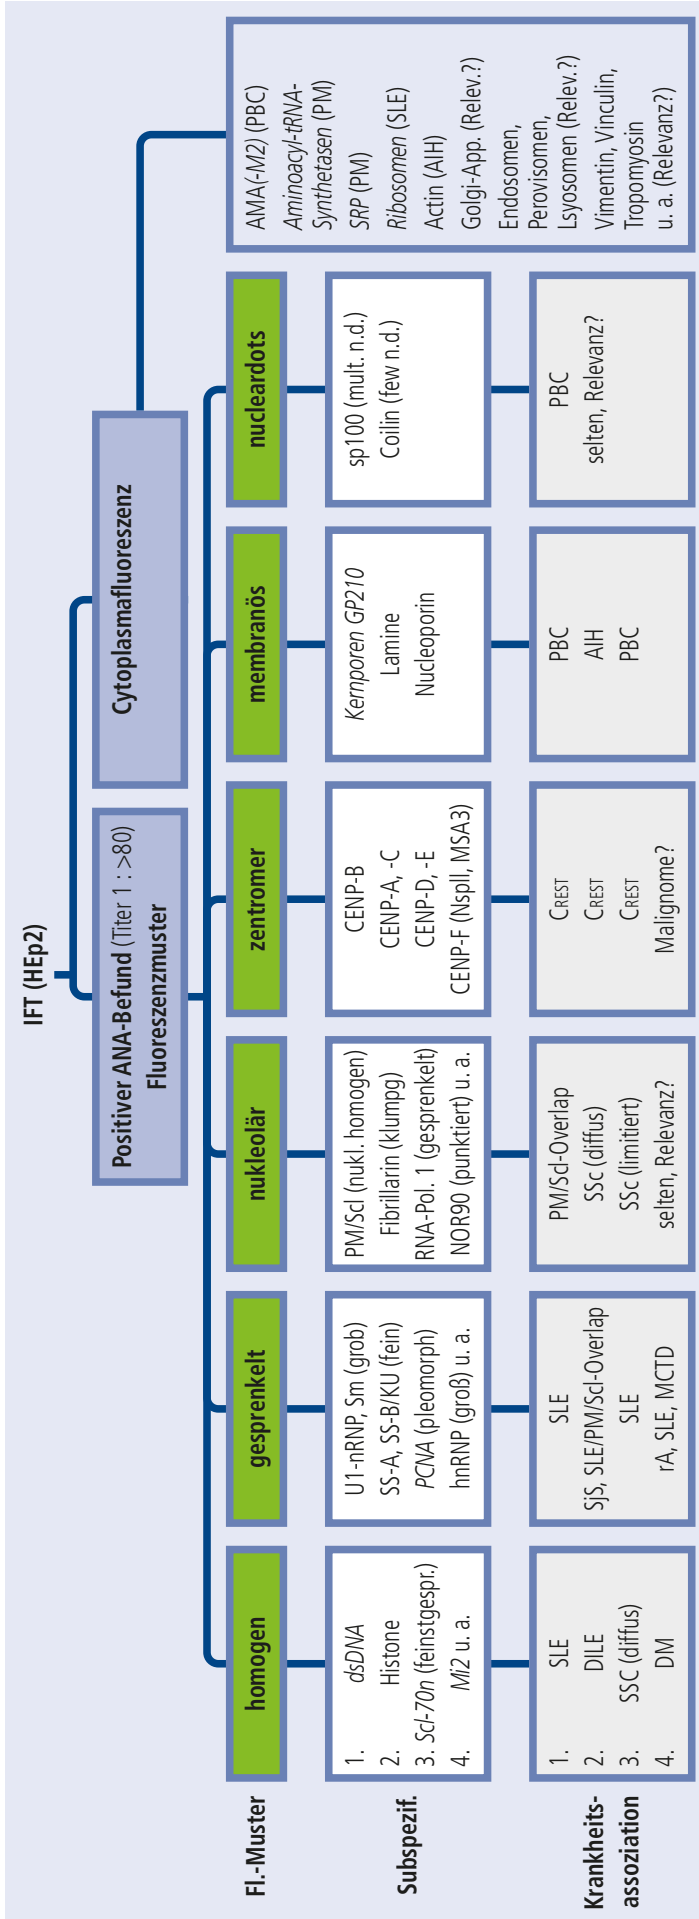 IFT (HEp2)
Positiver ANA-Befund (Titer 1 : >80)
Fluoreszenzmuster
Cytoplasmafluoreszenz
Fl.-Muster
homogen
gesprenkelt
nukleolär
zentromer
membranös
nucleardots
Subspezif.
1. dsDNA
2. Histone
3. Scl-70n (feinstgespr.)
4. Mi2 u. a.
U1-nRNP, Sm (grob)
SS-A, SS-B/KU (fein)
PCNA (pleomorph)
hnRNP (groß) u. a.
PM/Scl (nukl. homogen)
Fibrillarin (klumpg)
RNA-Pol. 1 (gesprenkelt)
NOR90 (punktiert) u. a.
CENP-B
CENP-A, -C
CENP-D, -E
CENP-F (NspII, MSA3)
Kernporen GP210
Lamine
Nucleoporin
sp100 (mult. n.d.)
Coilin (few n.d.)
Krankheits-
assoziation
1. SLE
2. DILE
3. SSC (diffus)
4. DM
SLE
SjS, SLE/PM/Scl-Overlap
SLE
rA, SLE, MCTD
PM/Scl-Overlap
SSc (diffus)
SSc (limitiert)
selten, Relevanz?
CREST
CREST
CREST
Malignome?
PBC
AIH
PBC
PBC
selten, Relevanz?
AMA(-M2) (PBC)
Aminoacyl-tRNA-
Synthetasen (PM)
SRP (PM)
Ribosomen (SLE)
Actin (AIH)
Golgi-App. (Relev.?)
Endosomen,
Perovisomen,
Lsyosomen (Relev.?)
Vimentin, Vinculin,
Tropomyosin
u. a. (Relevanz?)